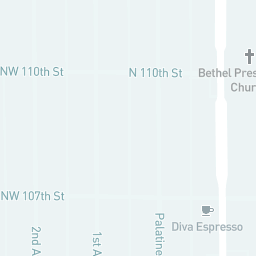 NW 110th St
N 110th St
Bethel Pres
Chur
NW 107th St
Diva Espresso
2nd A
1st A
Palatine